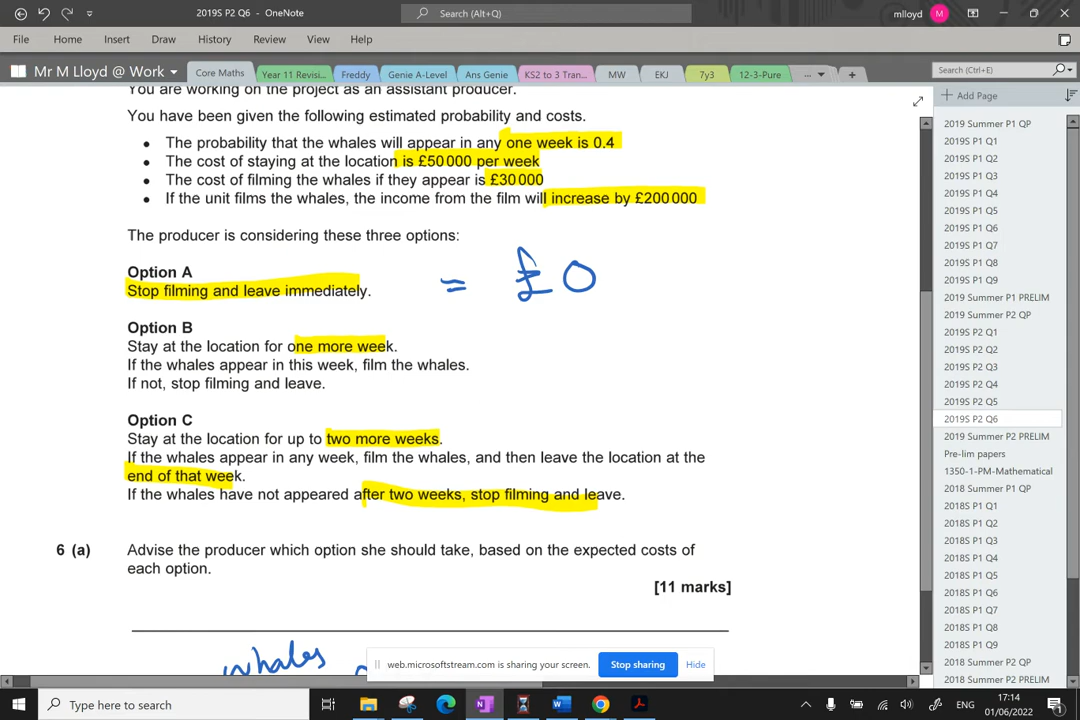 2019S P2 Q6 - OneNote
Search (Alt+Q)
mlloyd
M
File Home Insert Draw History Review View Help
Mr M Lloyd @ Work
Core Maths
Year 11 Revisi...
Freddy
Genie A-Level
Ans Genie
KS2 to 3 Tran...
MW
EKJ
7y3
12-3-Pure
...
Search (Ctrl+E)
Add Page
You are working on the project as an assistant producer.
You have been given the following estimated probability and costs.
• The probability that the whales will appear in any one week is 0.4
• The cost of staying at the location is £50 000 per week
• The cost of filming the whales if they appear is £30 000
• If the unit films the whales, the income from the film will increase by £200 000
The producer is considering these three options:
Option A
Stop filming and leave immediately.
= £0
Option B
Stay at the location for one more week.
If the whales appear in this week, film the whales.
If not, stop filming and leave.
Option C
Stay at the location for up to two more weeks.
If the whales appear in any week, film the whales, and then leave the location at the
end of that week.
If the whales have not appeared after two weeks, stop filming and leave.
6 (a) Advise the producer which option she should take, based on the expected costs of
each option.
[11 marks]
whales
web.microsoftstream.com is sharing your screen.
Stop sharing
Hide
2019 Summer P1 QP
2019S P1 Q1
2019S P1 Q2
2019S P1 Q3
2019S P1 Q4
2019S P1 Q5
2019S P1 Q6
2019S P1 Q7
2019S P1 Q8
2019S P1 Q9
2019 Summer P1 PRELIM
2019 Summer P2 QP
2019S P2 Q1
2019S P2 Q2
2019S P2 Q3
2019S P2 Q4
2019S P2 Q5
2019S P2 Q6
2019 Summer P2 PRELIM
Pre-lim papers
1350-1-PM-Mathematical
2018 Summer P1 QP
2018S P1 Q1
2018S P1 Q2
2018S P1 Q3
2018S P1 Q4
2018S P1 Q5
2018S P1 Q6
2018S P1 Q7
2018S P1 Q8
2018S P1 Q9
2018 Summer P2 QP
2018 Summer P2 PRELIM
Type here to search
ENG
17:14
01/06/2022